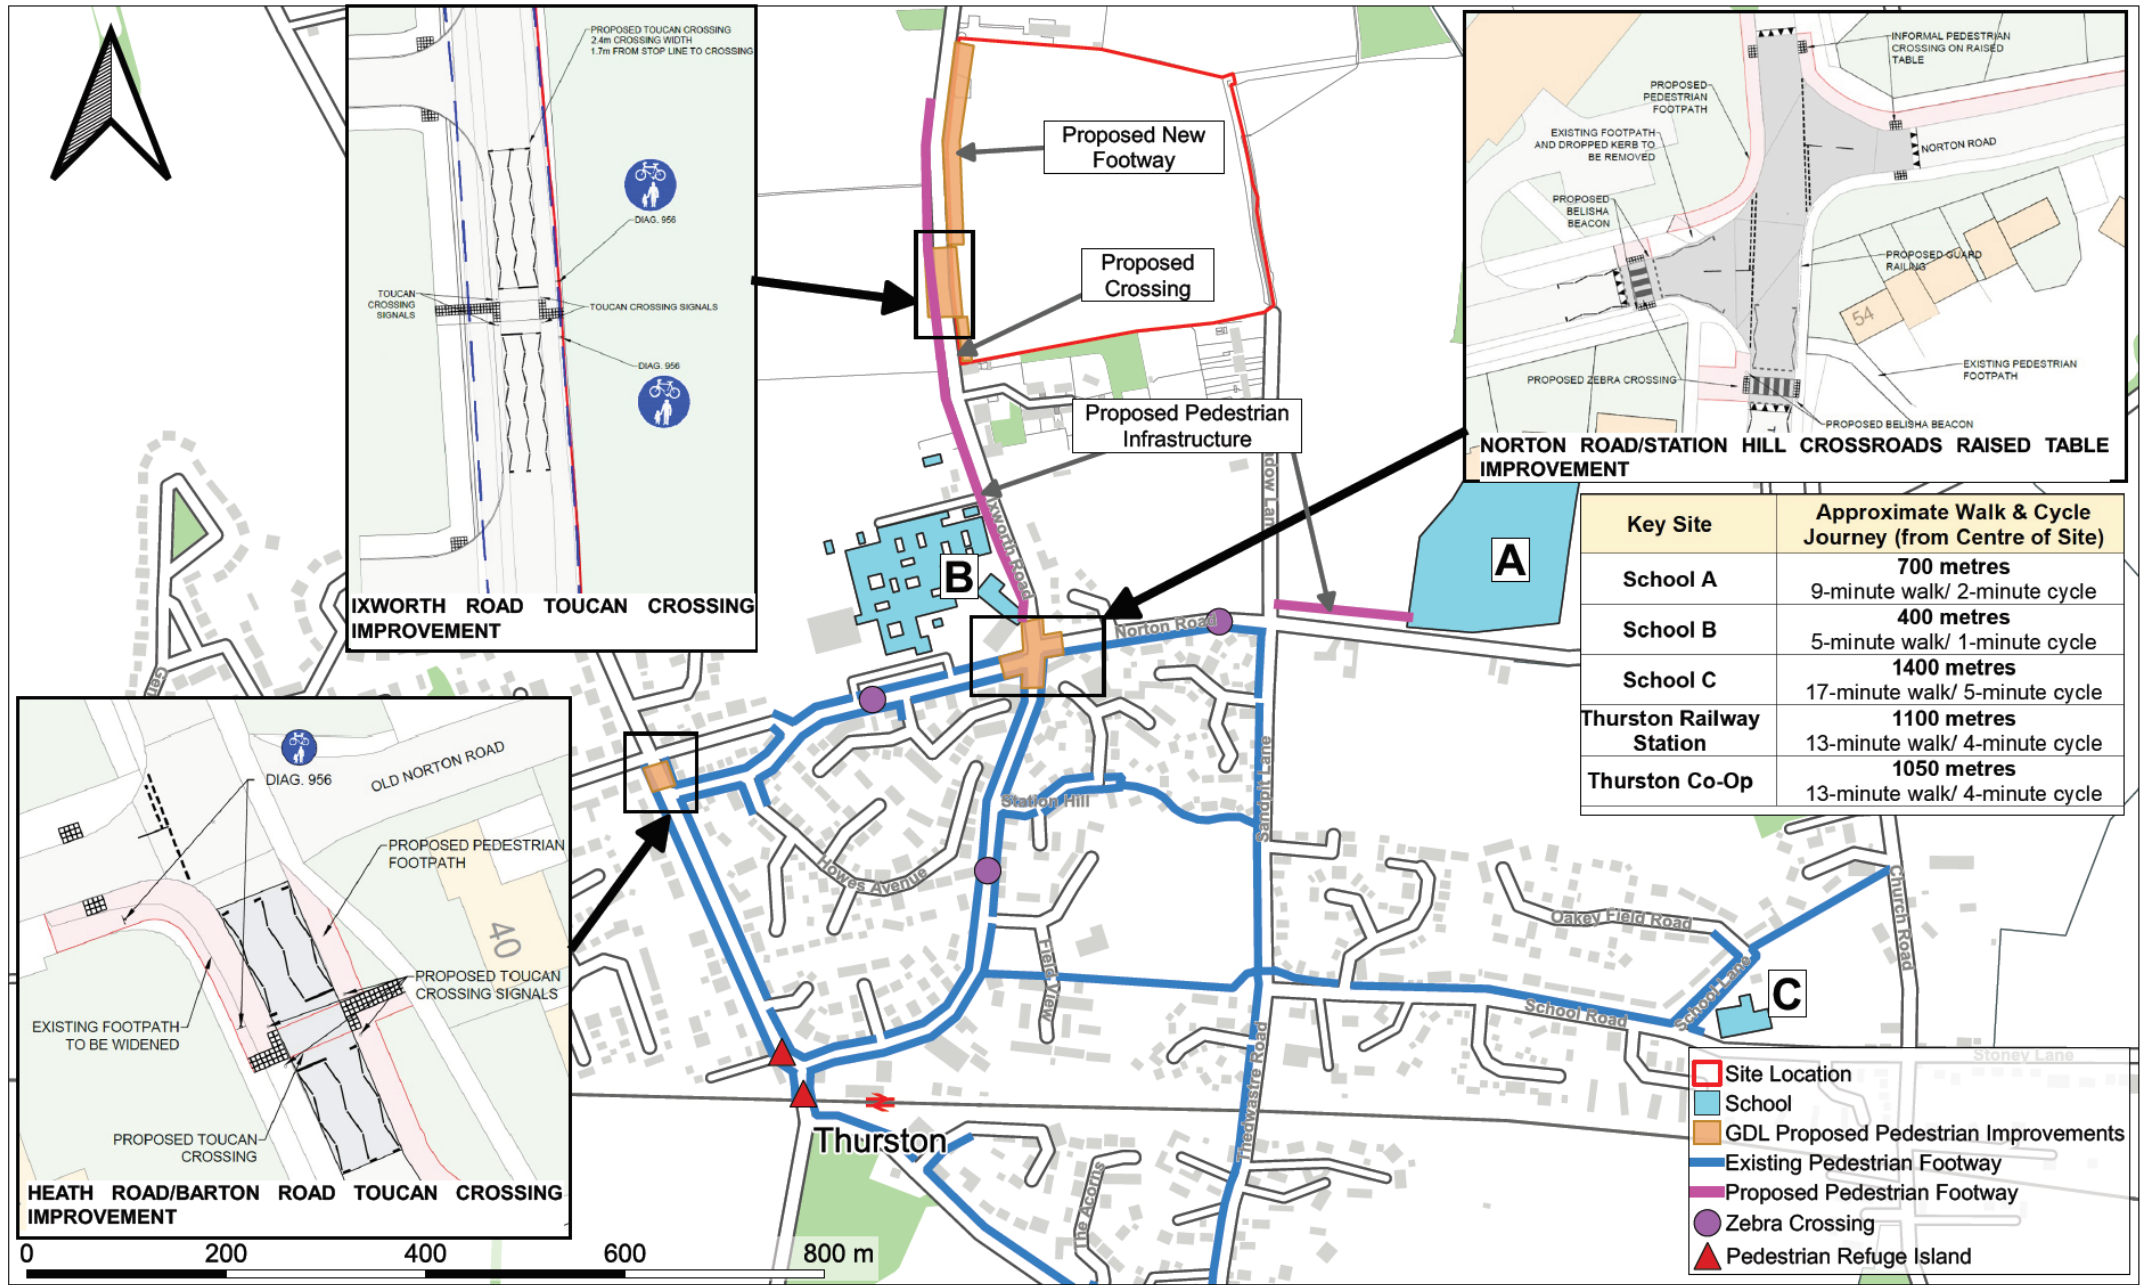 PROPOSED TOUCAN CROSSING
2.4m CROSSING WIDTH
1.7m FROM STOP LINE TO CROSSING
DIAG. 956
TOUCAN
CROSSING
SIGNALS
TOUCAN CROSSING SIGNALS
DIAG. 956
IXWORTH ROAD TOUCAN CROSSING
IMPROVEMENT
Proposed New
Footway
Proposed
Crossing
Proposed Pedestrian
Infrastructure
INFORMAL PEDESTRIAN
CROSSING ON RAISED
TABLE
PROPOSED
PEDESTRIAN
FOOTPATH
EXISTING FOOTPATH
AND DROPPED KERB TO
BE REMOVED
NORTON ROAD
PROPOSED
BELISHA
BEACON
PROPOSED GUARD
RAILING
54
EXISTING PEDESTRIAN
FOOTPATH
PROPOSED ZEBRA CROSSING
PROPOSED BELISHA BEACON
NORTON ROAD/STATION HILL CROSSROADS RAISED TABLE
IMPROVEMENT
Key Site
Approximate Walk & Cycle
Journey (from Centre of Site)
School A
700 metres
9-minute walk/ 2-minute cycle
School B
400 metres
5-minute walk/ 1-minute cycle
School C
1400 metres
17-minute walk/ 5-minute cycle
Thurston Railway
Station
1100 metres
13-minute walk/ 4-minute cycle
Thurston Co-Op
1050 metres
13-minute walk/ 4-minute cycle
A
B
C
Ixworth Road
Norton Road
Station Hill
Sandpit Lane
Howes Avenue
Field View
Oakey Field Road
School Lane
School Road
Church Road
Stoney Lane
Thedwastre Road
The Acorns
Thurston
DIAG. 956
OLD NORTON ROAD
PROPOSED PEDESTRIAN
FOOTPATH
40
PROPOSED TOUCAN
CROSSING SIGNALS
EXISTING FOOTPATH
TO BE WIDENED
PROPOSED TOUCAN
CROSSING
HEATH ROAD/BARTON ROAD TOUCAN CROSSING
IMPROVEMENT
0 200 400 600 800 m
Site Location
School
GDL Proposed Pedestrian Improvements
Existing Pedestrian Footway
Proposed Pedestrian Footway
Zebra Crossing
Pedestrian Refuge Island